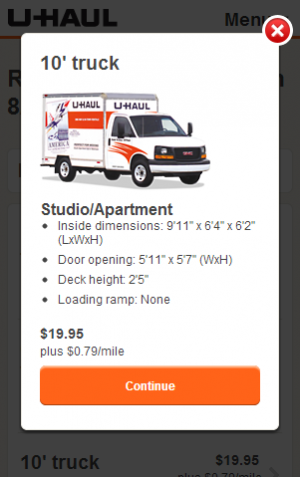 U-HAUL
Menu
R
8
10' truck
U-HAUL
U-HAUL
AMERICA
GMC
Studio/Apartment
• Inside dimensions: 9'11" x 6'4" x 6'2"
(LxWxH)
• Door opening: 5'11" x 5'7" (WxH)
• Deck height: 2'5"
• Loading ramp: None
$19.95
plus $0.79/mile
Continue
10' truck
$19.95
plus $0.79/mile